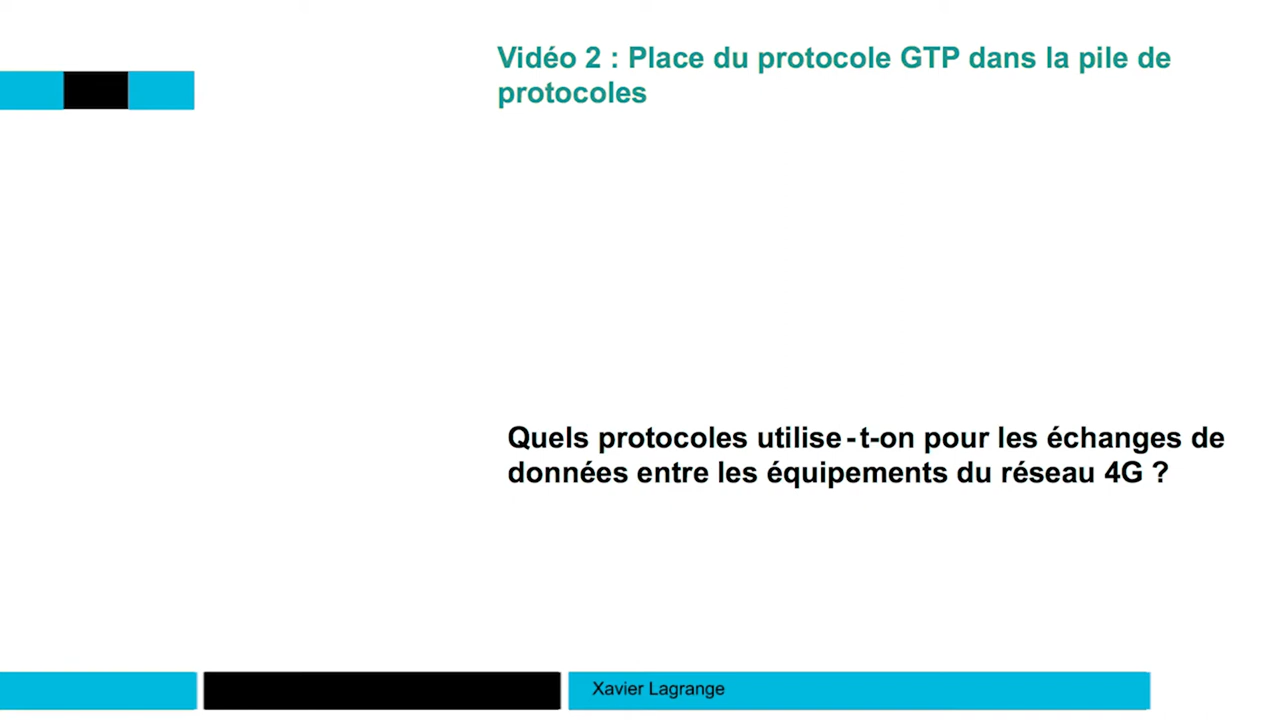 Vidéo 2 : Place du protocole GTP dans la pile de
protocoles
Quels protocoles utilise-t-on pour les échanges de
données entre les équipements du réseau 4G ?
Xavier Lagrange